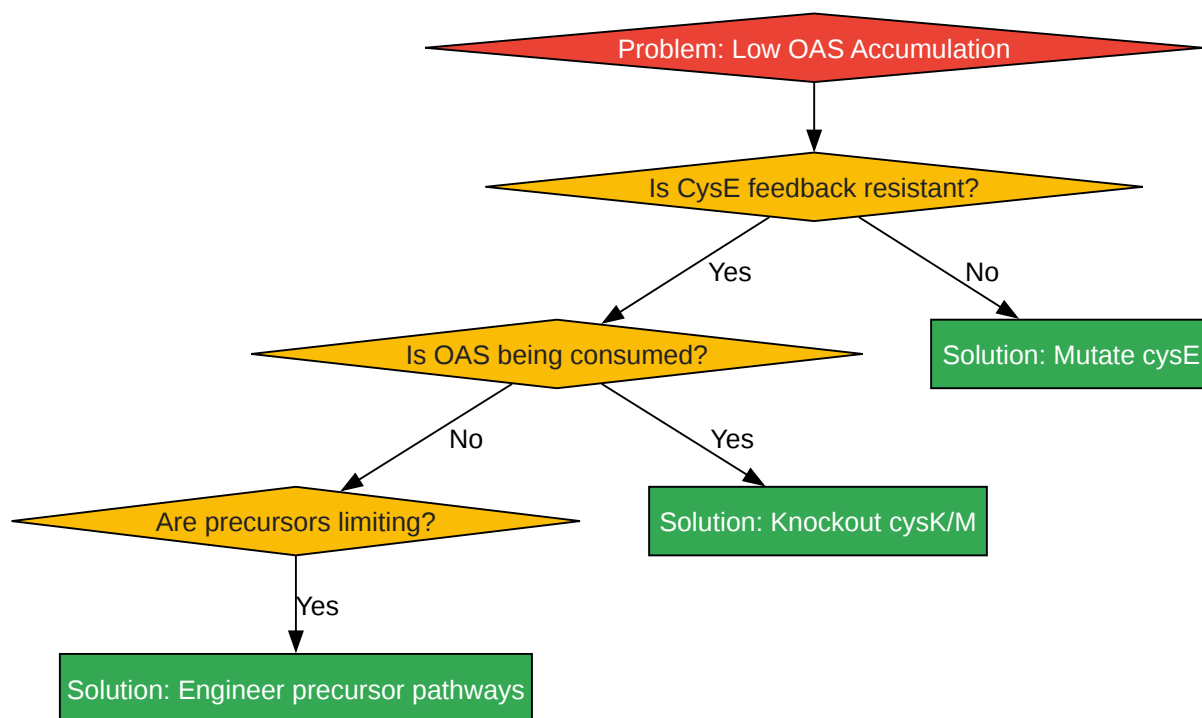 Problem: Low OAS Accumulation
Is CysE feedback resistant?
Yes
No
Is OAS being consumed?
Solution: Mutate cysE
No
Yes
Are precursors limiting?
Solution: Knockout cysK/M
Yes
Solution: Engineer precursor pathways